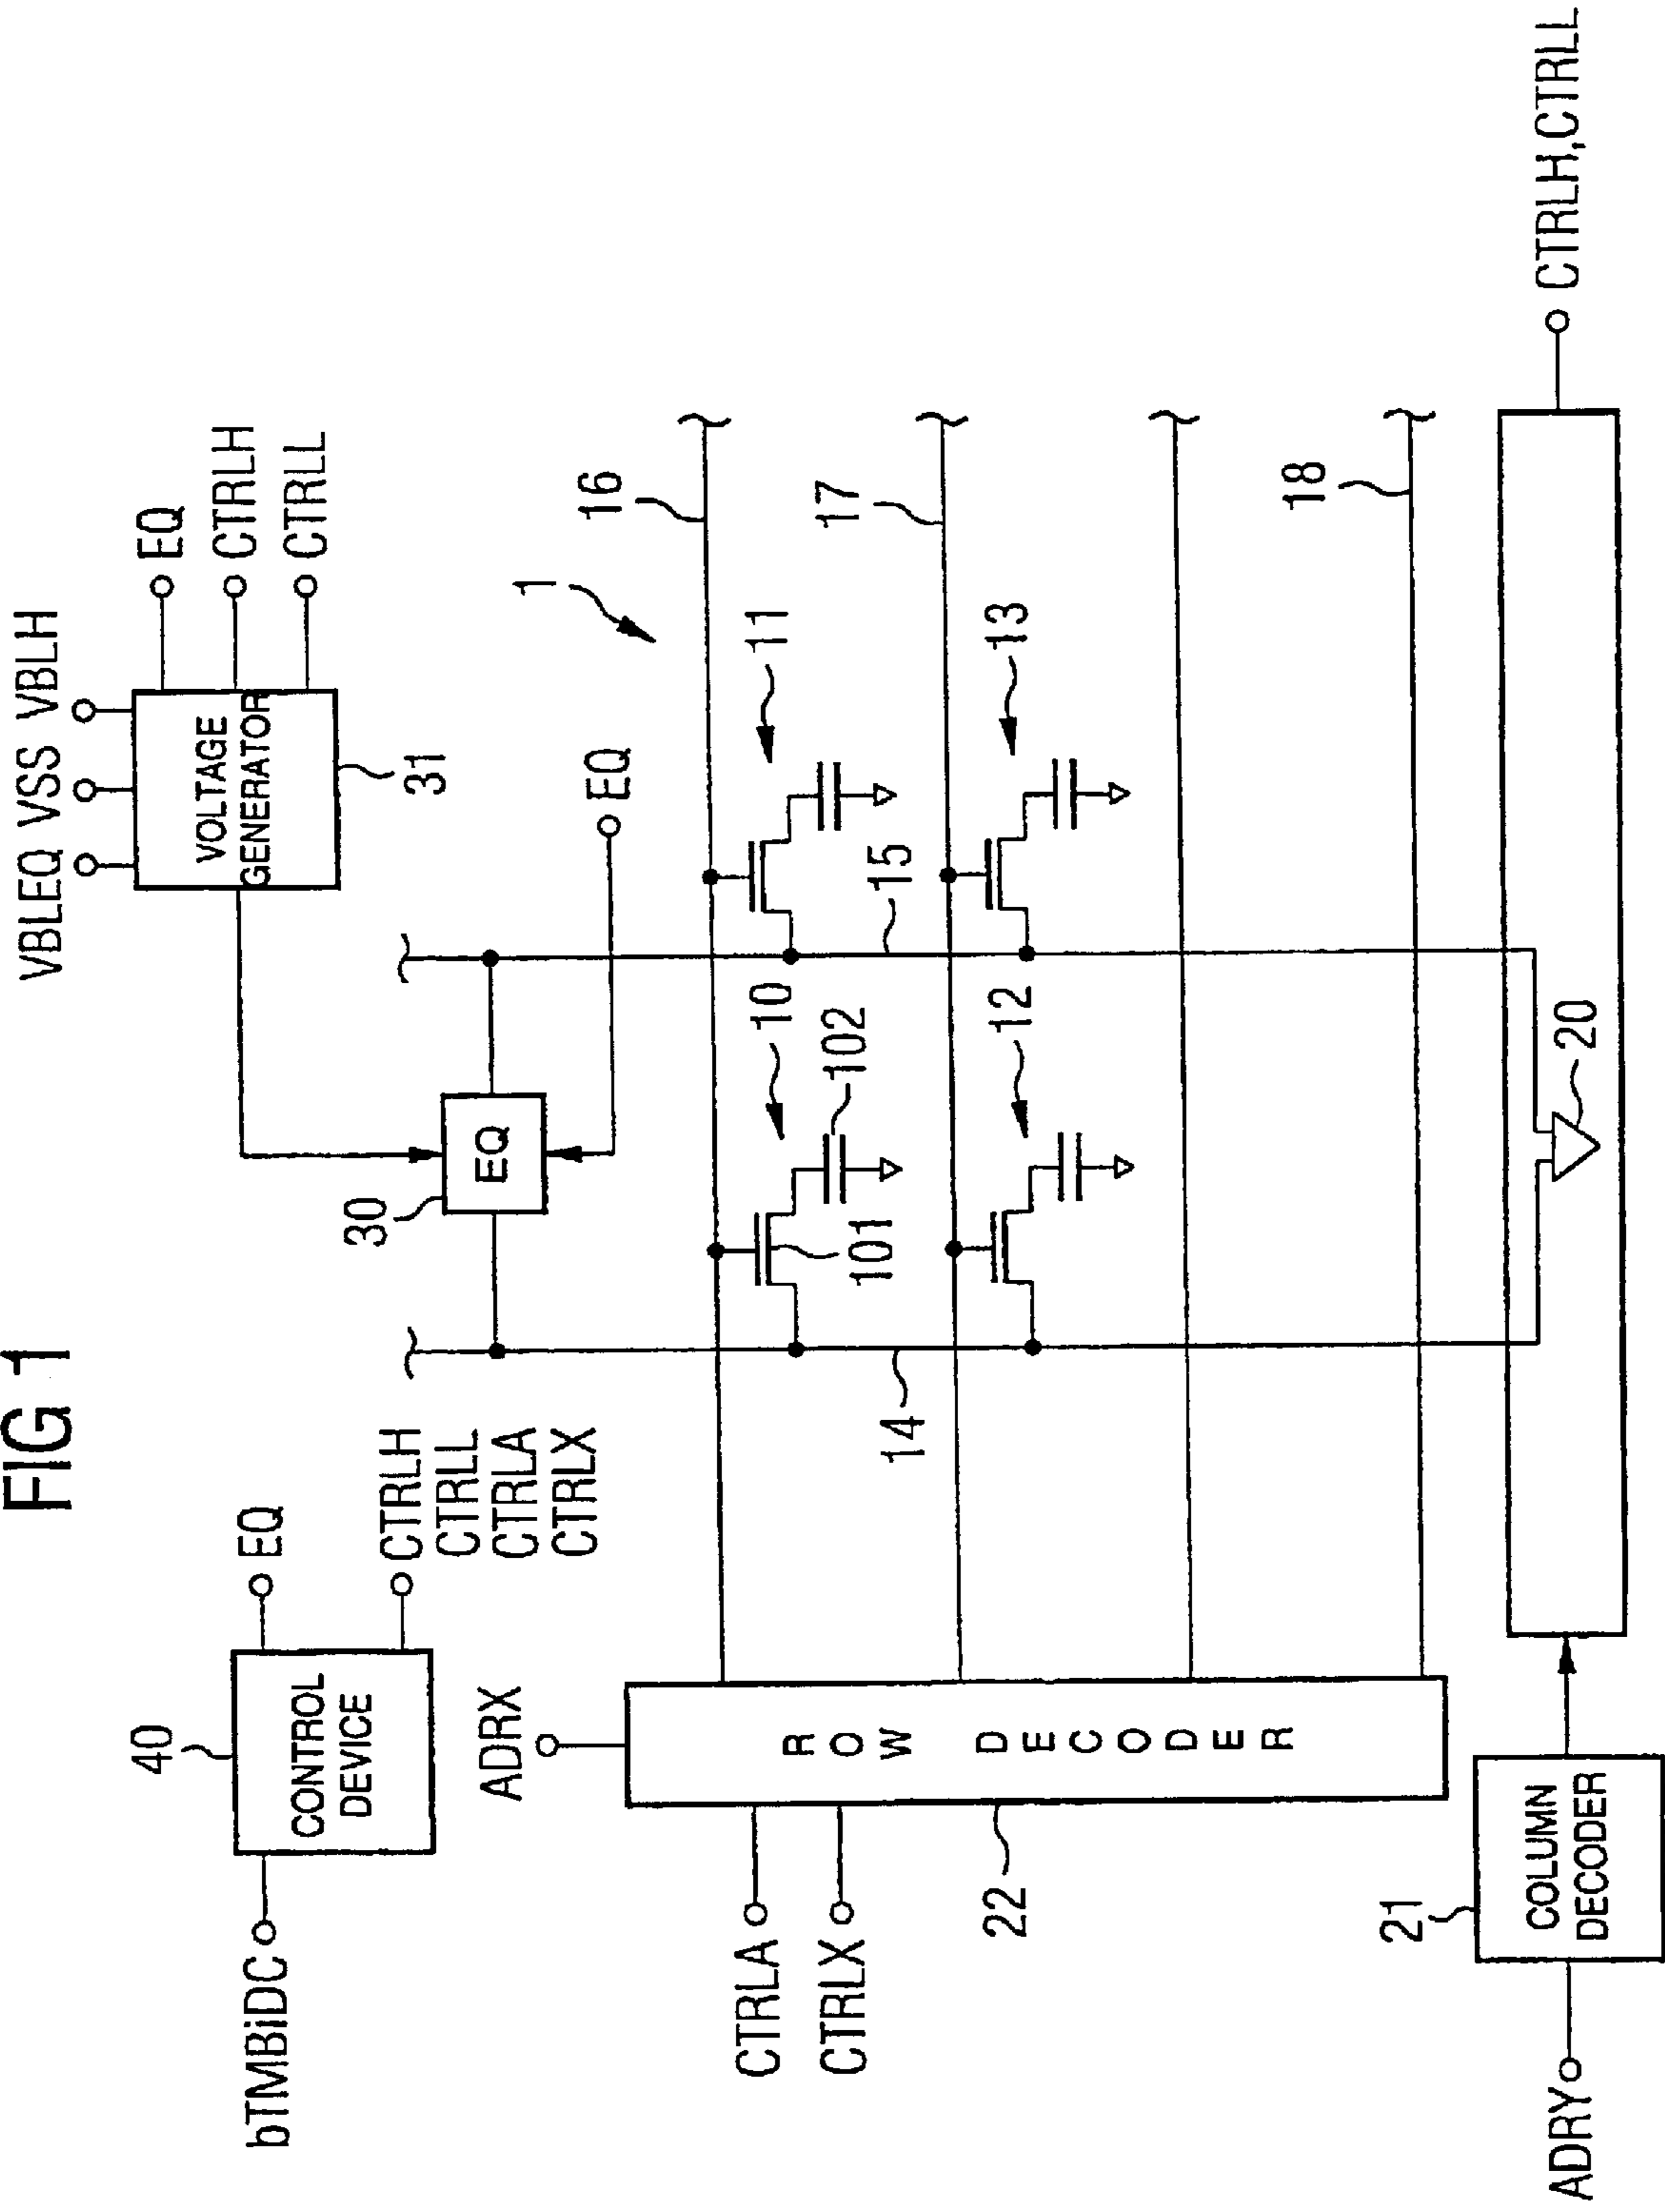 FIG 1
VBLEQ VSS VBLH
40
VOLTAGE
GENERATOR
EQ
CTRLH
CTRLL
31
bTMBiDC
CONTROL
DEVICE
EQ
CTRLH
CTRLL
CTRLA
CTRLX
30
EQ
EQ
1
16
ADRX
10
11
102
101
CTRLA
CTRLX
ROW DECODER
14
15
17
12
13
22
18
21
20
CTRLH,CTRLL
ADRY
COLUMN
DECODER